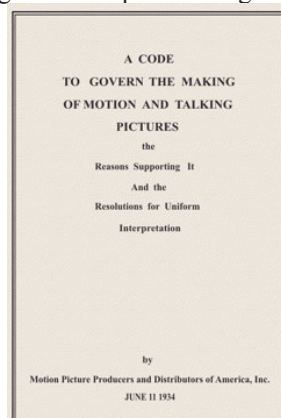 A CODE
TO GOVERN THE MAKING
OF MOTION AND TALKING
PICTURES
the
Reasons Supporting It
And the
Resolutions for Uniform
Interpretation
by
Motion Picture Producers and Distributors of America, Inc.
JUNE 11 1934